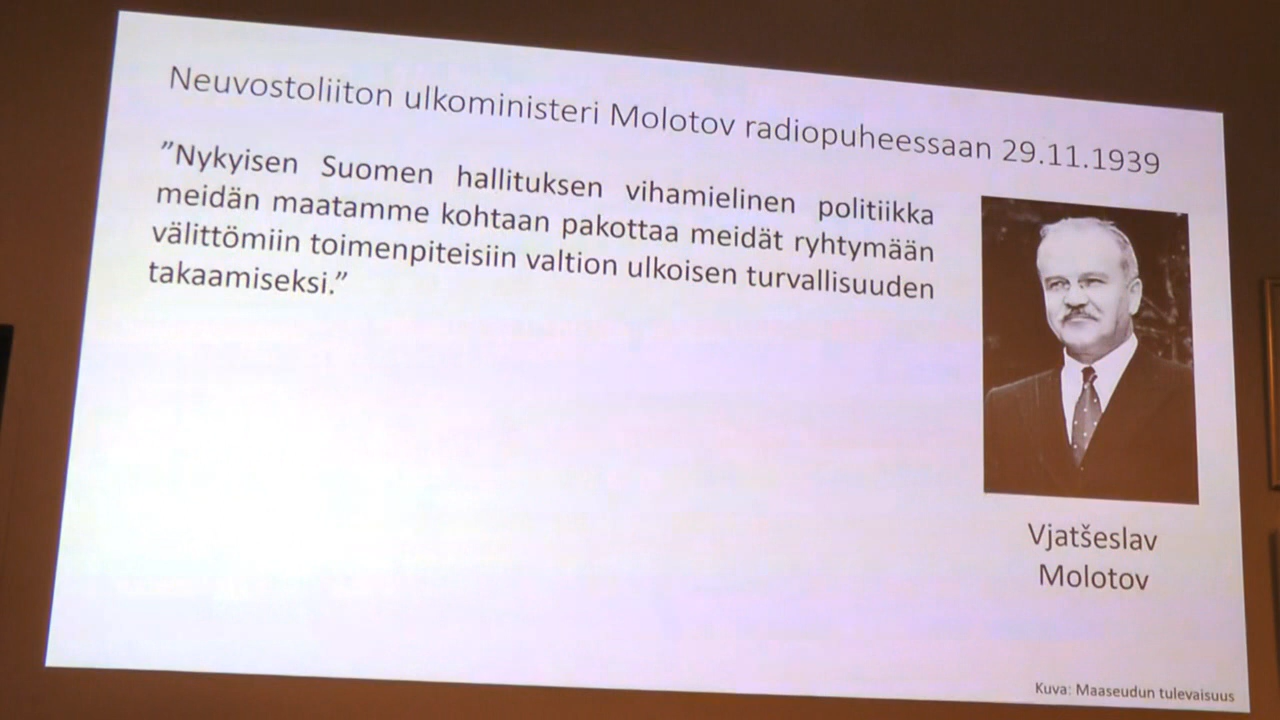 Neuvostoliiton ulkoministeri Molotov radiopuheessaan 29.11.1939
”Nykyisen Suomen hallituksen vihamielinen politiikka
meidän maatamme kohtaan pakottaa meidät ryhtymään
välittömiin toimenpiteisiin valtion ulkoisen turvallisuuden
takaamiseksi.”
Vjatšeslav
Molotov
Kuva: Maaseudun tulevaisuus